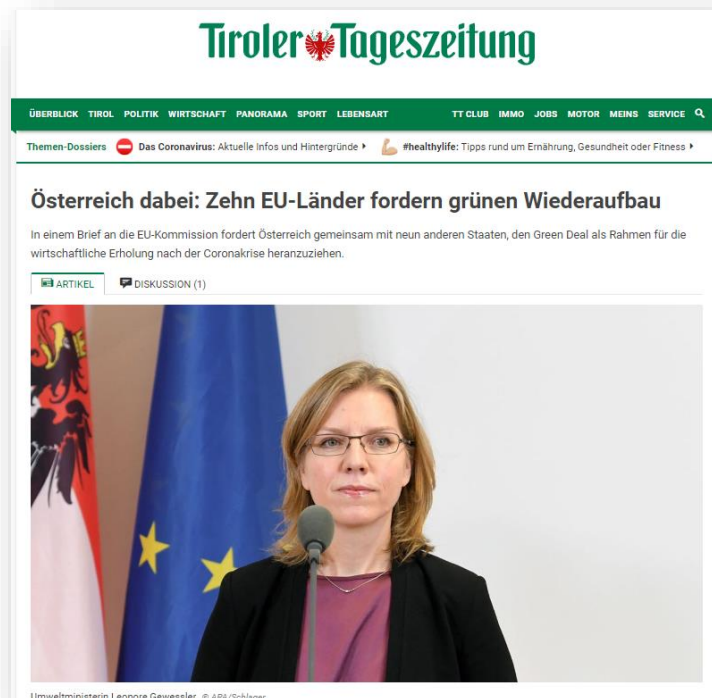 Tiroler Tageszeitung
ÜBERBLICK TIROL POLITIK WIRTSCHAFT PANORAMA SPORT LEBENSART TT CLUB IMMO JOBS MOTOR MEINS SERVICE
Themen-Dossiers Das Coronavirus: Aktuelle Infos und Hintergründe #healthylife: Tipps rund um Ernährung, Gesundheit oder Fitness
Österreich dabei: Zehn EU-Länder fordern grünen Wiederaufbau
In einem Brief an die EU-Kommission fordert Österreich gemeinsam mit neun anderen Staaten, den Green Deal als Rahmen für die
wirtschaftliche Erholung nach der Coronakrise heranzuziehen.
ARTIKEL DISKUSSION (1)
Umweltministerin Leonore Gewessler. © APA/Schlager